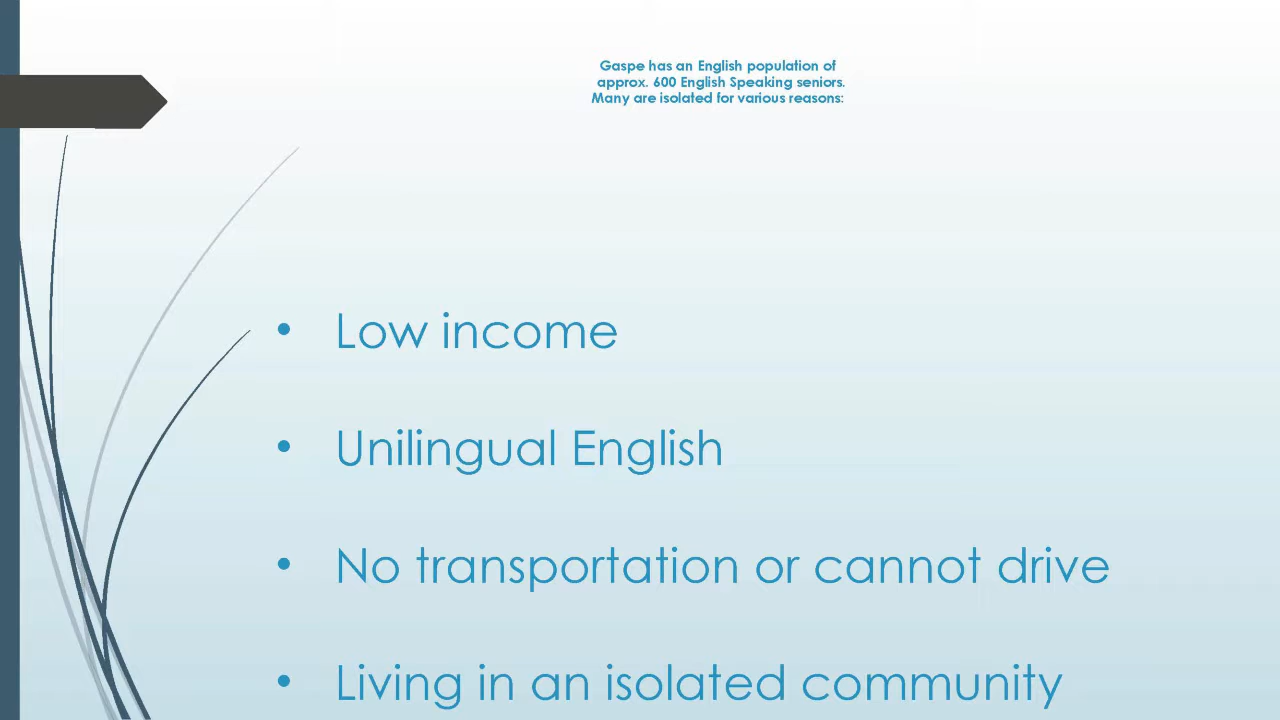 Gaspe has an English population of
approx. 600 English Speaking seniors.
Many are isolated for various reasons:
• Low income
• Unilingual English
• No transportation or cannot drive
• Living in an isolated community